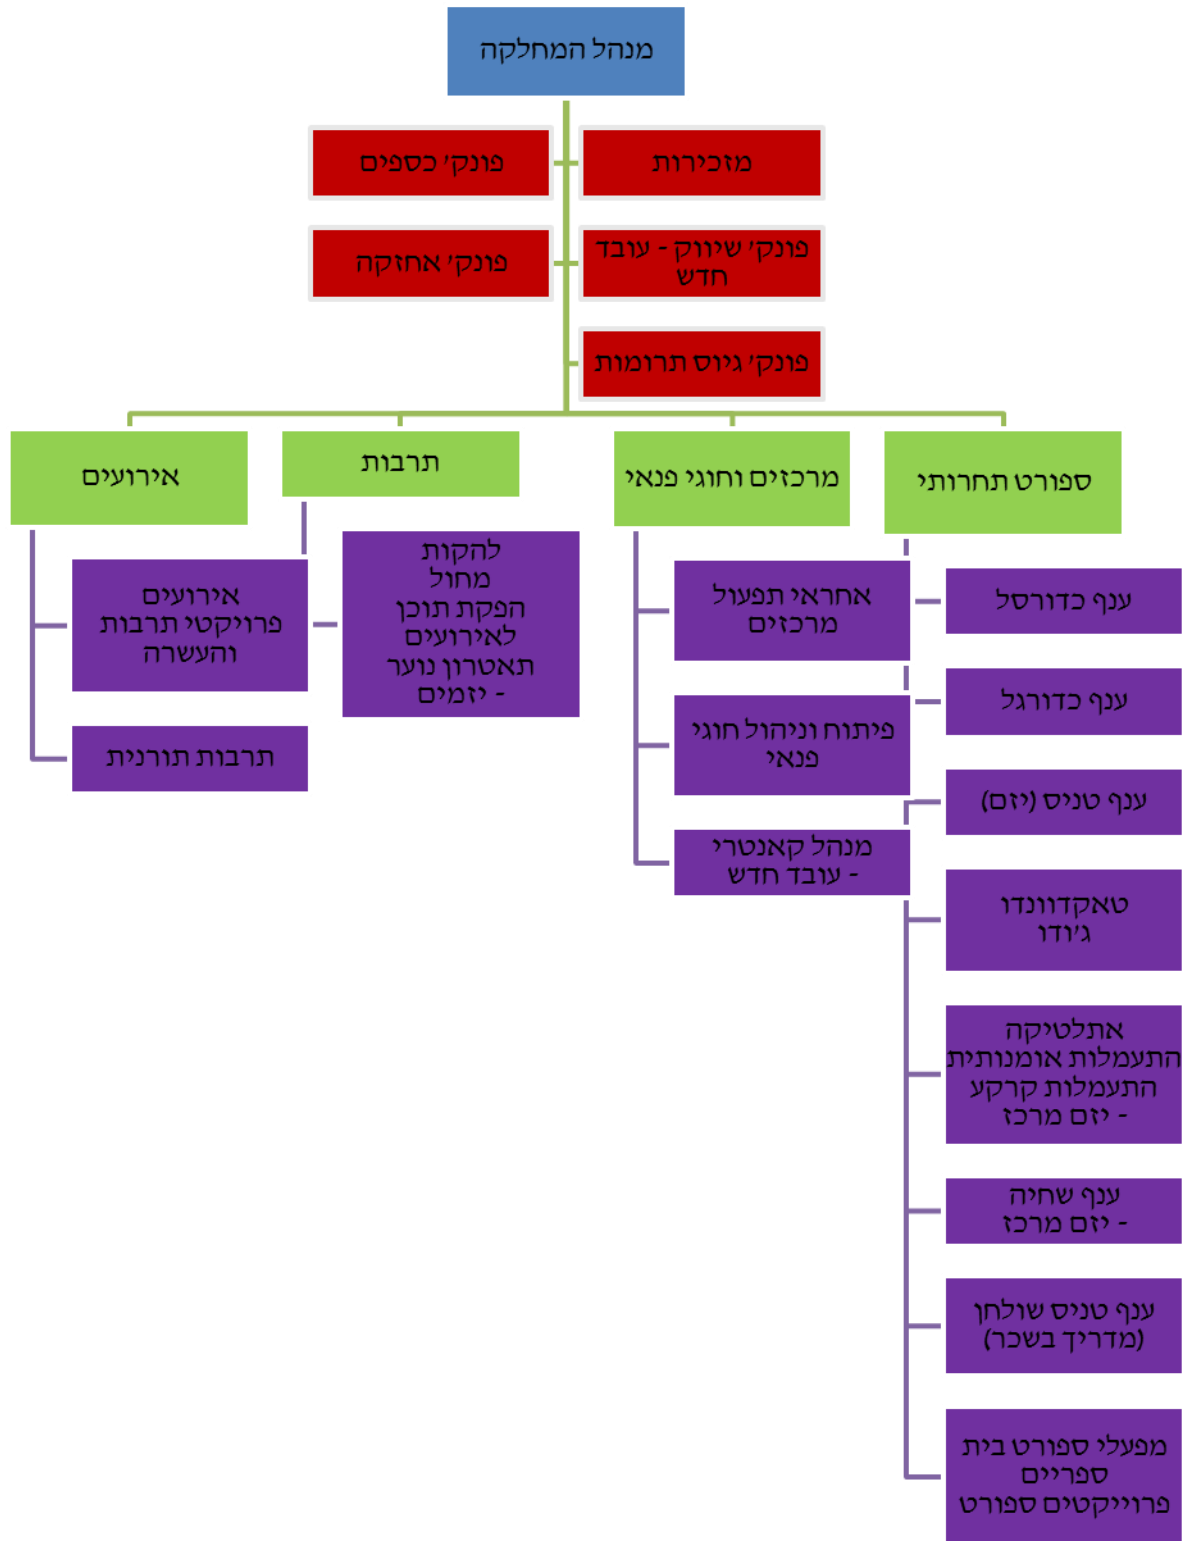 מנהל המחלקה
מזכירות
פונק' כספים
פונק' שיווק - עובד
חדש
פונק' אחזקה
פונק' גיוס תרומות
ספורט תחרותי
ענף כדורסל
ענף כדורגל
ענף טניס (יזם)
טאקדוונדו
ג'ודו
אתלטיקה
התעמלות אומנותית
התעמלות קרקע
- יזם מרכז
ענף שחיה
- יזם מרכז
ענף טניס שולחן
(מדריך בשכר)
מפעלי ספורט בית
ספריים
פרוייקטים ספורט
מרכזים וחוגי פנאי
אחראי תפעול
מרכזים
פיתוח וניהול חוגי
פנאי
מנהל קאנטרי
- עובד חדש
תרבות
להקות
מחול
הפקת תוכן
לאירועים
תאטרון נוער
- יזמים
אירועים
אירועים
פרויקטי תרבות
והעשרה
תרבות תורנית